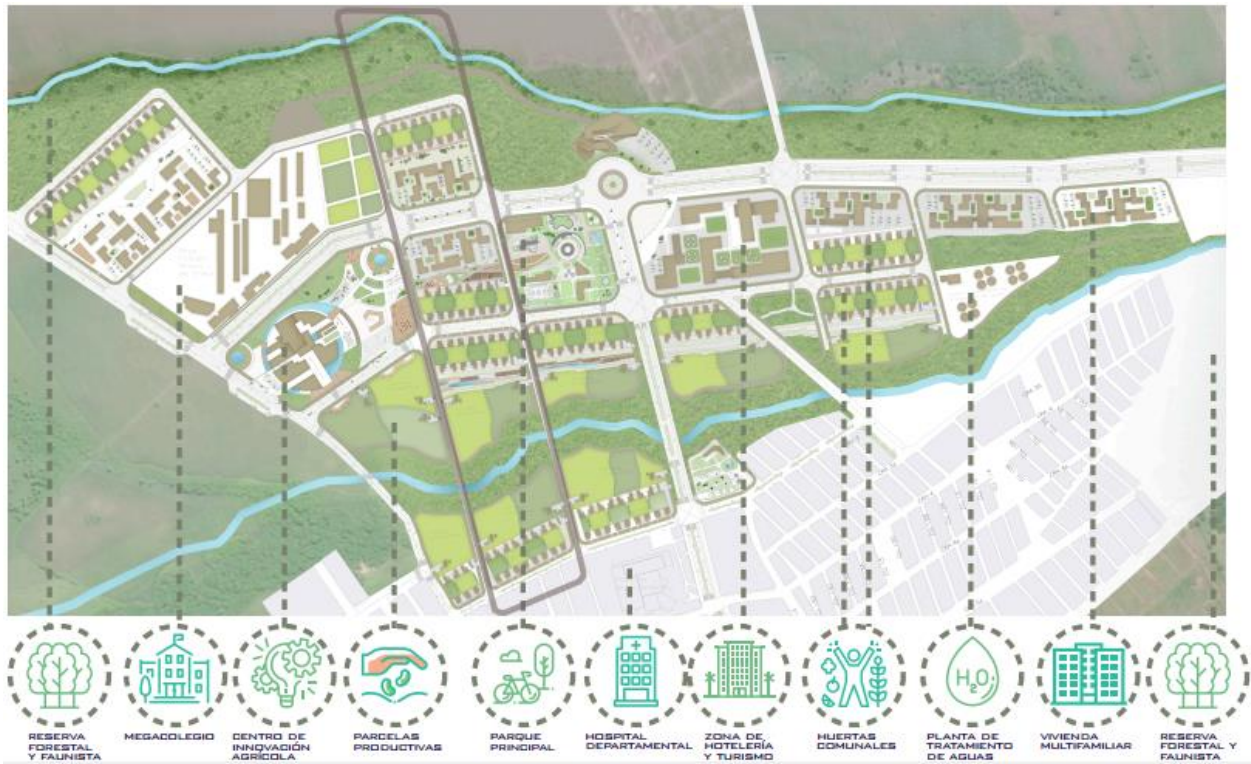 H₂O
RESERVA
FORESTAL
Y FAUNISTA
MEGACOLEGIO
CENTRO DE
INNOVACIÓN
AGRÍCOLA
PARCELAS
PRODUCTIVAS
PARQUE
PRINCIPAL
HOSPITAL
DEPARTAMENTAL
ZONA DE
HOTELERÍA
Y TURISMO
HUERTAS
COMUNALES
PLANTA DE
TRATAMIENTO
DE AGUAS
VIVIENDA
MULTIFAMILIAR
RESERVA
FORESTAL Y
FAUNISTA